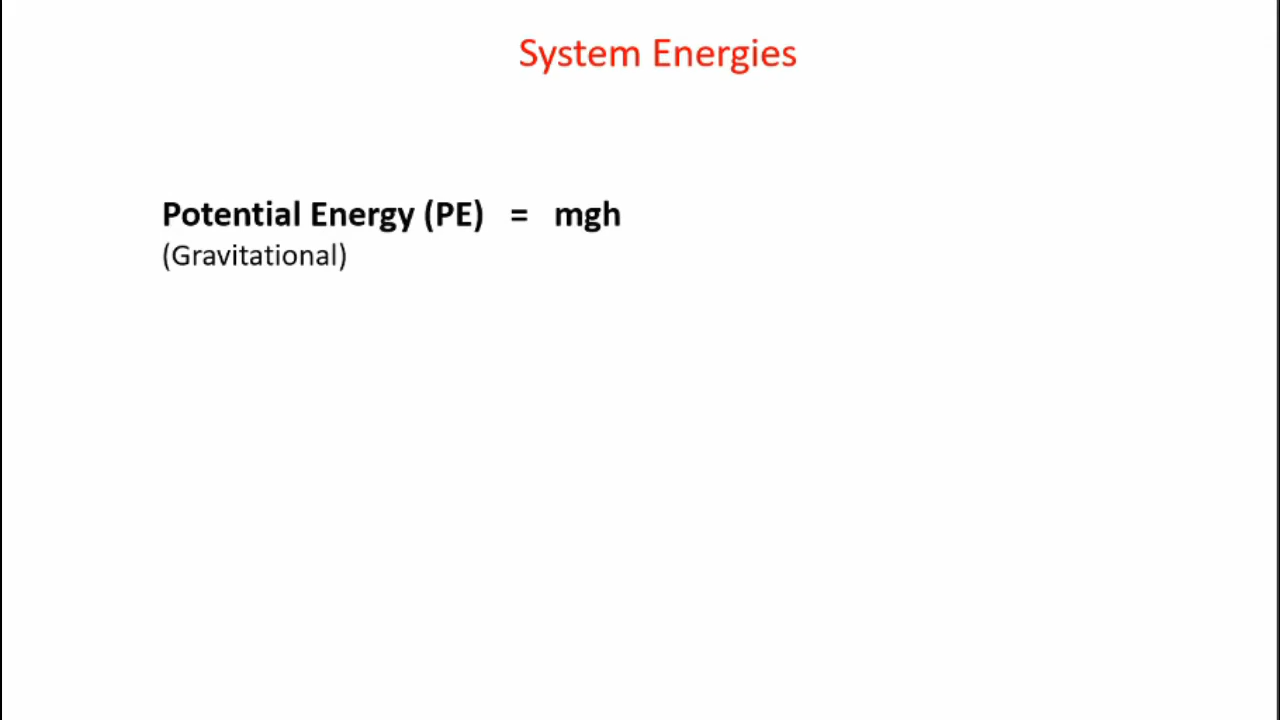 System Energies
Potential Energy (PE) = mgh
(Gravitational)